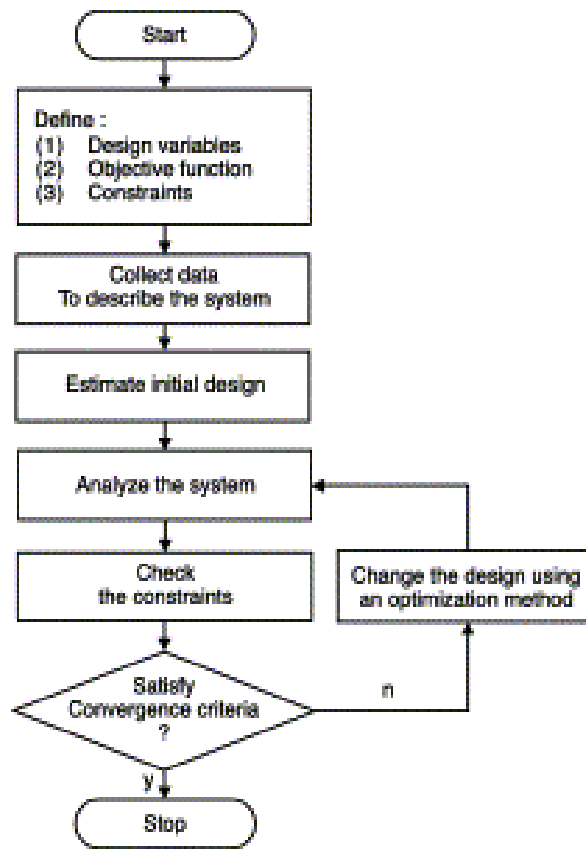 Start
Define :
(1) Design variables
(2) Objective function
(3) Constraints
Collect data
To describe the system
Estimate initial design
Analyze the system
Check
the constraints
Change the design using
an optimization method
Satisfy
Convergence criteria
?
n
y
Stop